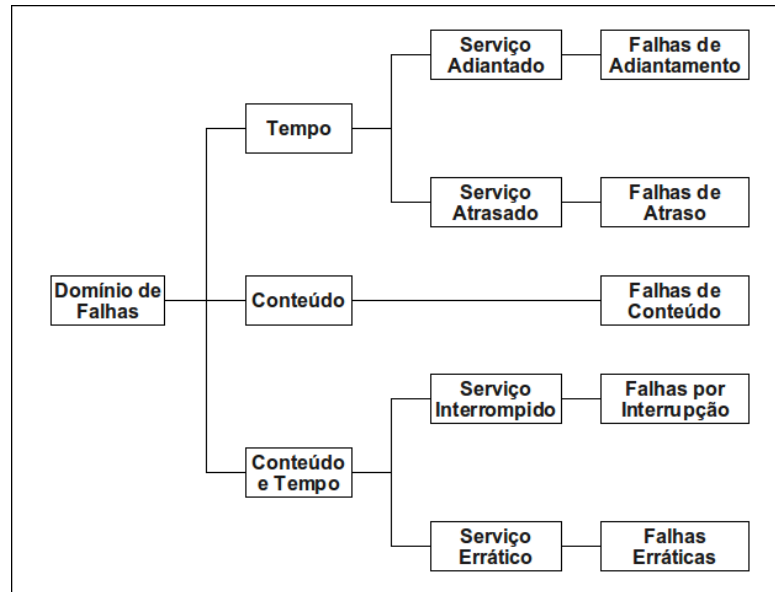 Domínio de
Falhas
Tempo
Serviço
Adiantado
Falhas de
Adiantamento
Serviço
Atrasado
Falhas de
Atraso
Conteúdo
Falhas de
Conteúdo
Conteúdo
e Tempo
Serviço
Interrompido
Falhas por
Interrupção
Serviço
Errático
Falhas
Erráticas